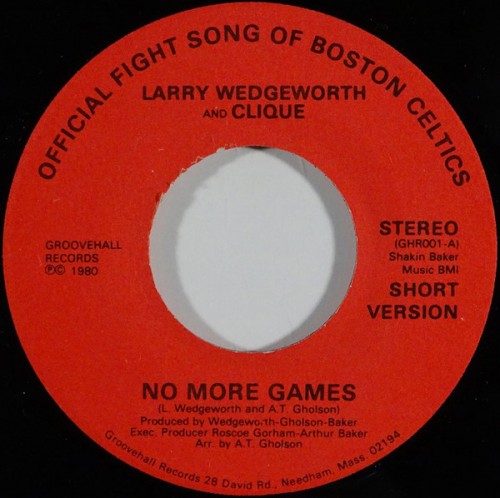 OFFICIAL FIGHT SONG OF BOSTON CELTICS
LARRY WEDGEWORTH
AND CLIQUE
GROOVEHALL
RECORDS
℗© 1980
STEREO
(GHR001-A)
Shakin Baker
Music BMI
SHORT
VERSION
NO MORE GAMES
(L. Wedgeworth and A.T. Gholson)
Produced by Wedgeworth-Gholson-Baker
Exec. Producer Roscoe Gorham-Arthur Baker
Arr. by A.T. Gholson
Groovehall Records 28 David Rd., Needham, Mass. 02194